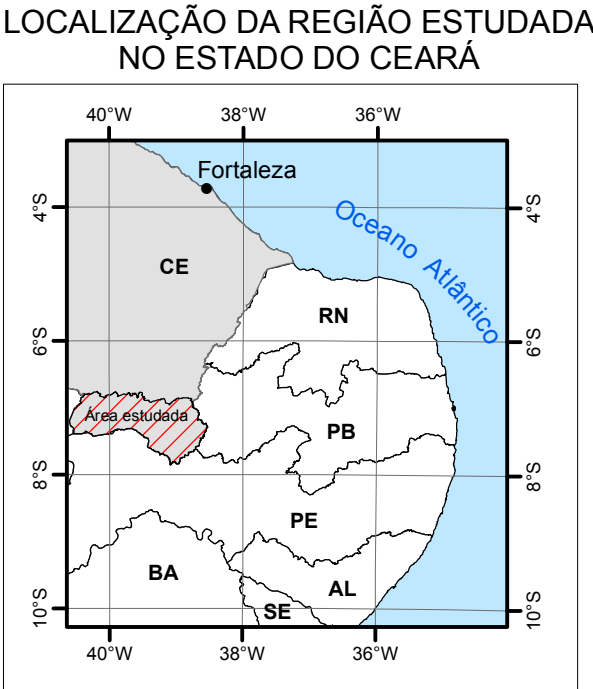 LOCALIZAÇÃO DA REGIÃO ESTUDADA
NO ESTADO DO CEARÁ
40°W 38°W 36°W
Fortaleza
4°S 4°S
Oceano Atlântico
CE
RN
6°S 6°S
Área estudada
PB
8°S 8°S
PE
BA
AL
SE
10°S 10°S
40°W 38°W 36°W